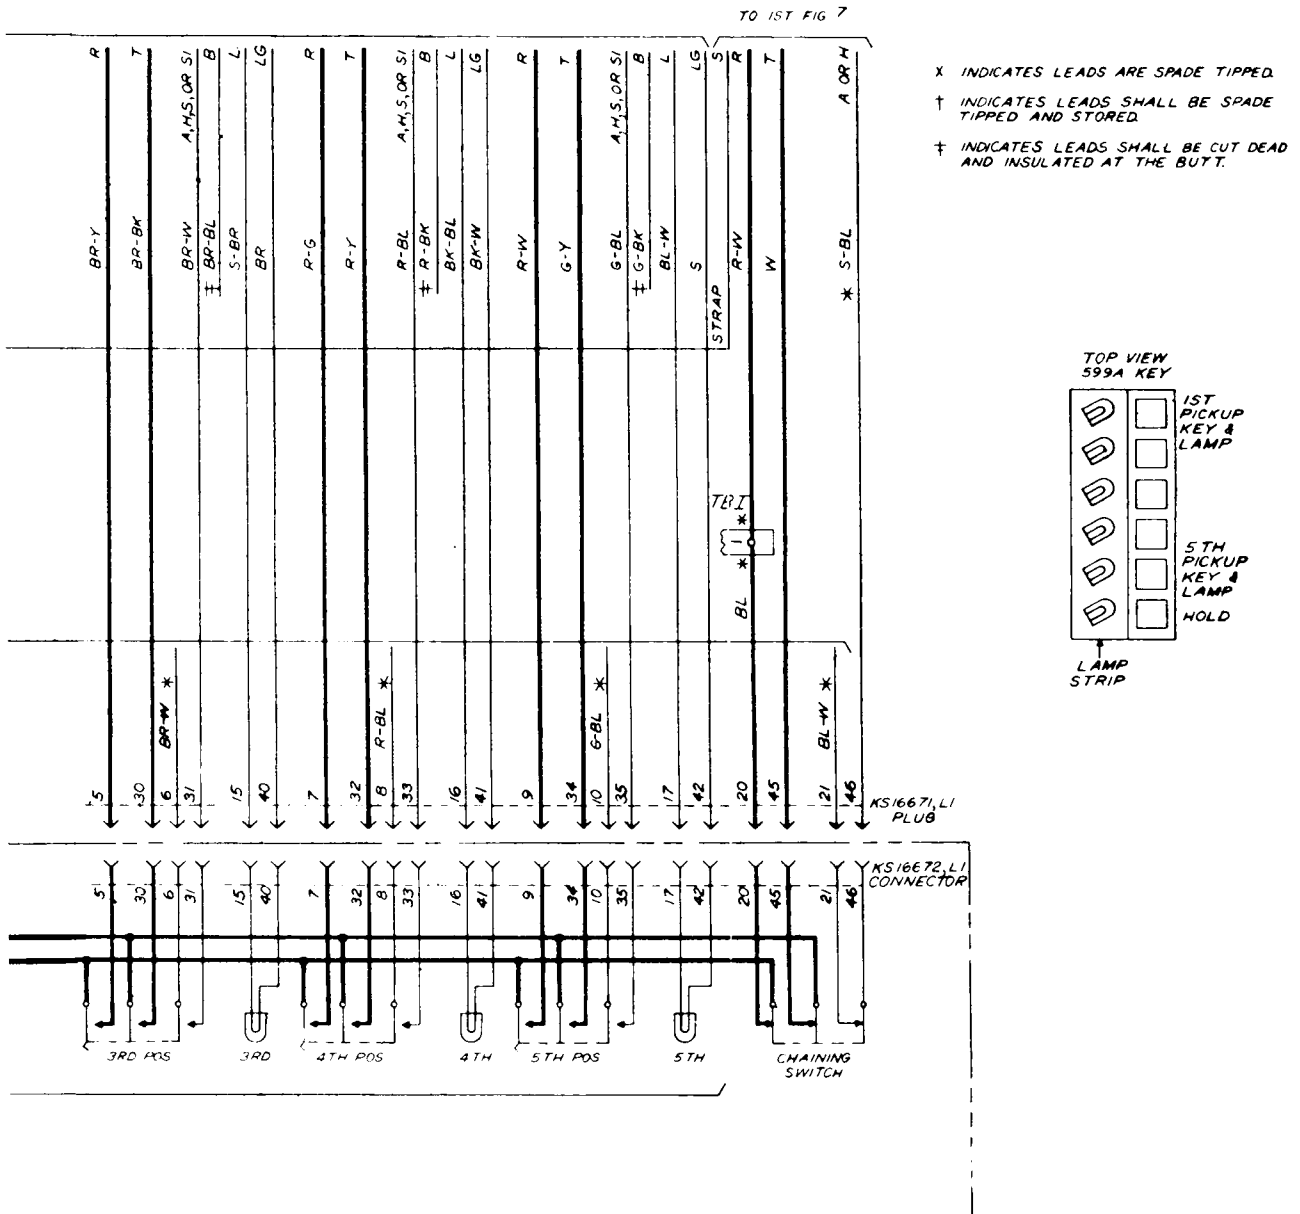 TO 1ST FIG 7
R T A,H,S,OR SI B L LG R T A,H,S,OR SI B L LG R T A,H,S,OR SI B L LG S R T A OR H
BR-Y BR-BK BR-W ‡ BR-BL S-BR BR R-G R-Y R-BL ‡ R-BK BK-BL BK-W R-W G-Y G-BL ‡ G-BK BL-W S STRAP R-W W * S-BL
X INDICATES LEADS ARE SPADE TIPPED.
† INDICATES LEADS SHALL BE SPADE
TIPPED AND STORED.
‡ INDICATES LEADS SHALL BE CUT DEAD
AND INSULATED AT THE BUTT.
TOP VIEW
599A KEY
1ST
PICKUP
KEY &
LAMP
5TH
PICKUP
KEY &
LAMP
HOLD
LAMP
STRIP
TB1
*
1
*
BL
BR-W * R-BL * G-BL * BL-W *
5 30 6 31 15 40 7 32 8 33 16 41 9 34 10 35 17 42 20 45 21 46
KS16671,L1
PLUG
KS16672,L1
CONNECTOR
5 30 6 31 15 40 7 32 8 33 16 41 9 34 10 35 17 42 20 45 21 46
3RD POS 3RD 4TH POS 4TH 5TH POS 5TH CHAINING
SWITCH